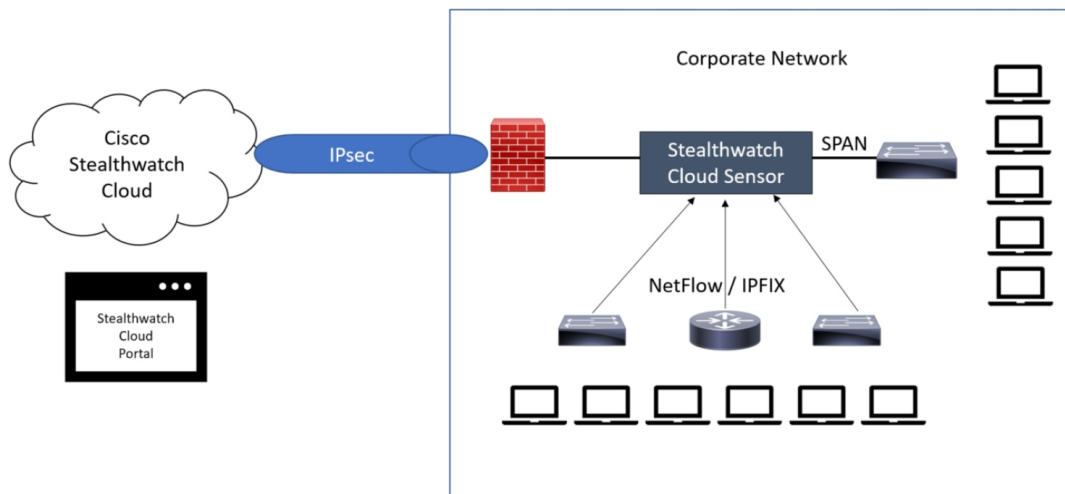 Corporate Network
Cisco
Stealthwatch
Cloud
IPsec
Stealthwatch
Cloud Sensor
SPAN
NetFlow / IPFIX
Stealthwatch
Cloud
Portal